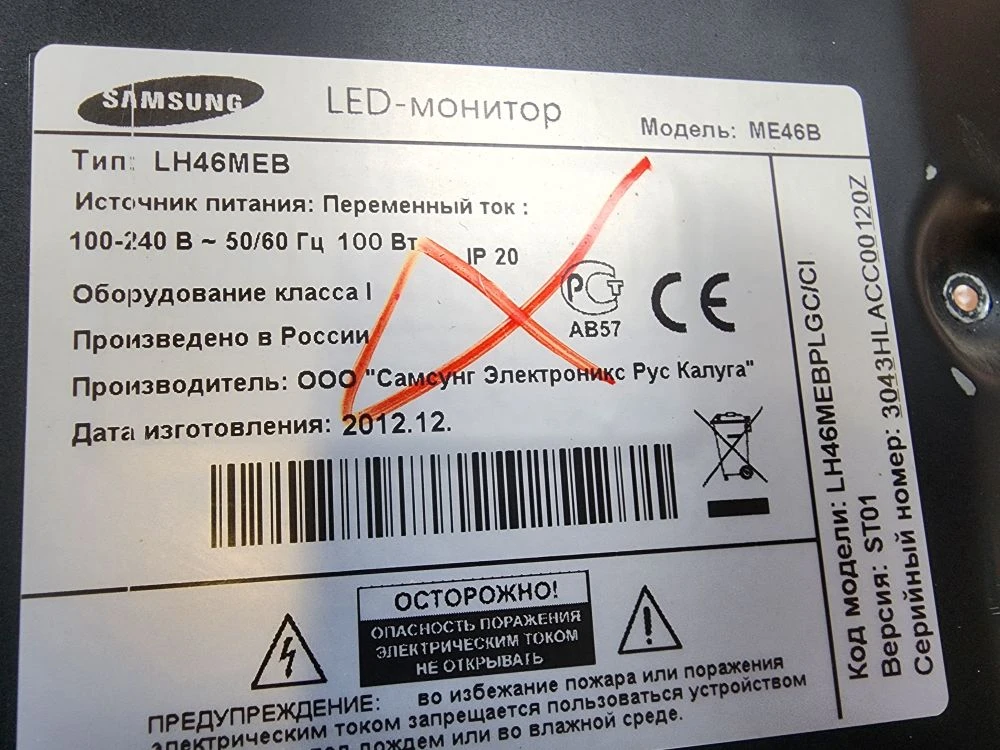 SAMSUNG
LED-монитор
Модель: ME46B
Тип: LH46MEB
Источник питания: Переменный ток :
100-240 В ~ 50/60 Гц 100 Вт
IP 20
Оборудование класса I
РСТ
АВ57
CE
Произведено в России
Производитель: ООО "Самсунг Электроникс Рус Калуга"
Дата изготовления: 2012.12.
ОСТОРОЖНО!
ОПАСНОСТЬ ПОРАЖЕНИЯ
ЭЛЕКТРИЧЕСКИМ ТОКОМ
НЕ ОТКРЫВАТЬ
ПРЕДУПРЕЖДЕНИЕ: во избежание пожара или поражения
электрическим током запрещается пользоваться устройством
под дождем или во влажной среде.
Код модели: LH46MEBPLGC/CI
Версия: ST01
Серийный номер: 3043HLACC00120Z